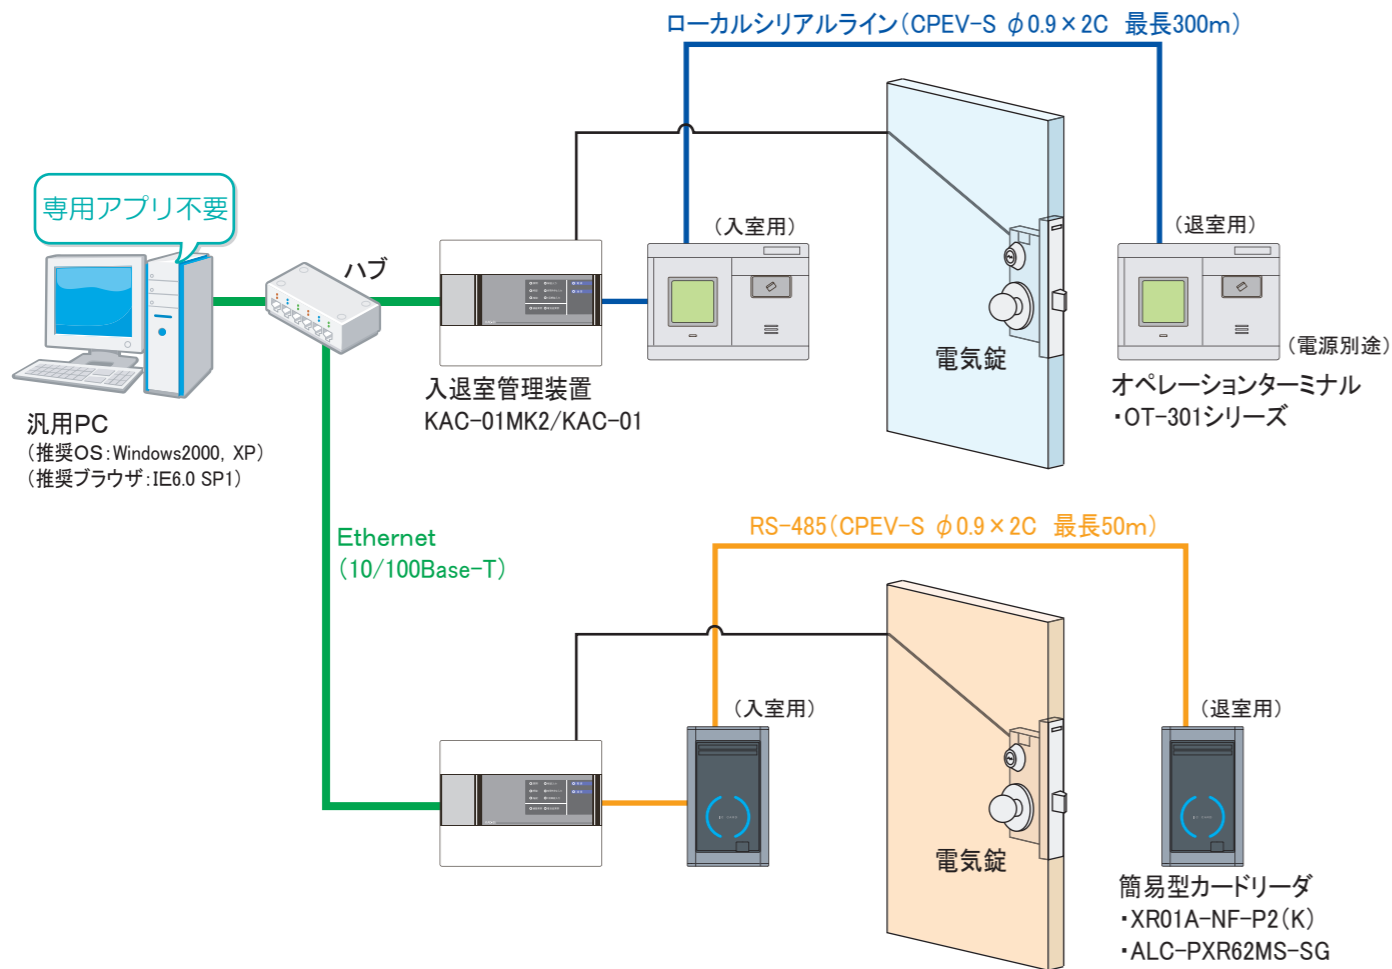 ローカルシリアルライン(CPEV-S φ0.9×2C 最長300m)
専用アプリ不要
ハブ
(入室用)
(退室用)
電気錠
(電源別途)
入退室管理装置
KAC-01MK2/KAC-01
オペレーションターミナル
・OT-301シリーズ
汎用PC
(推奨OS:Windows2000, XP)
(推奨ブラウザ:IE6.0 SP1)
Ethernet
(10/100Base-T)
RS-485(CPEV-S φ0.9×2C 最長50m)
(入室用)
(退室用)
電気錠
簡易型カードリーダ
・XR01A-NF-P2(K)
・ALC-PXR62MS-SG